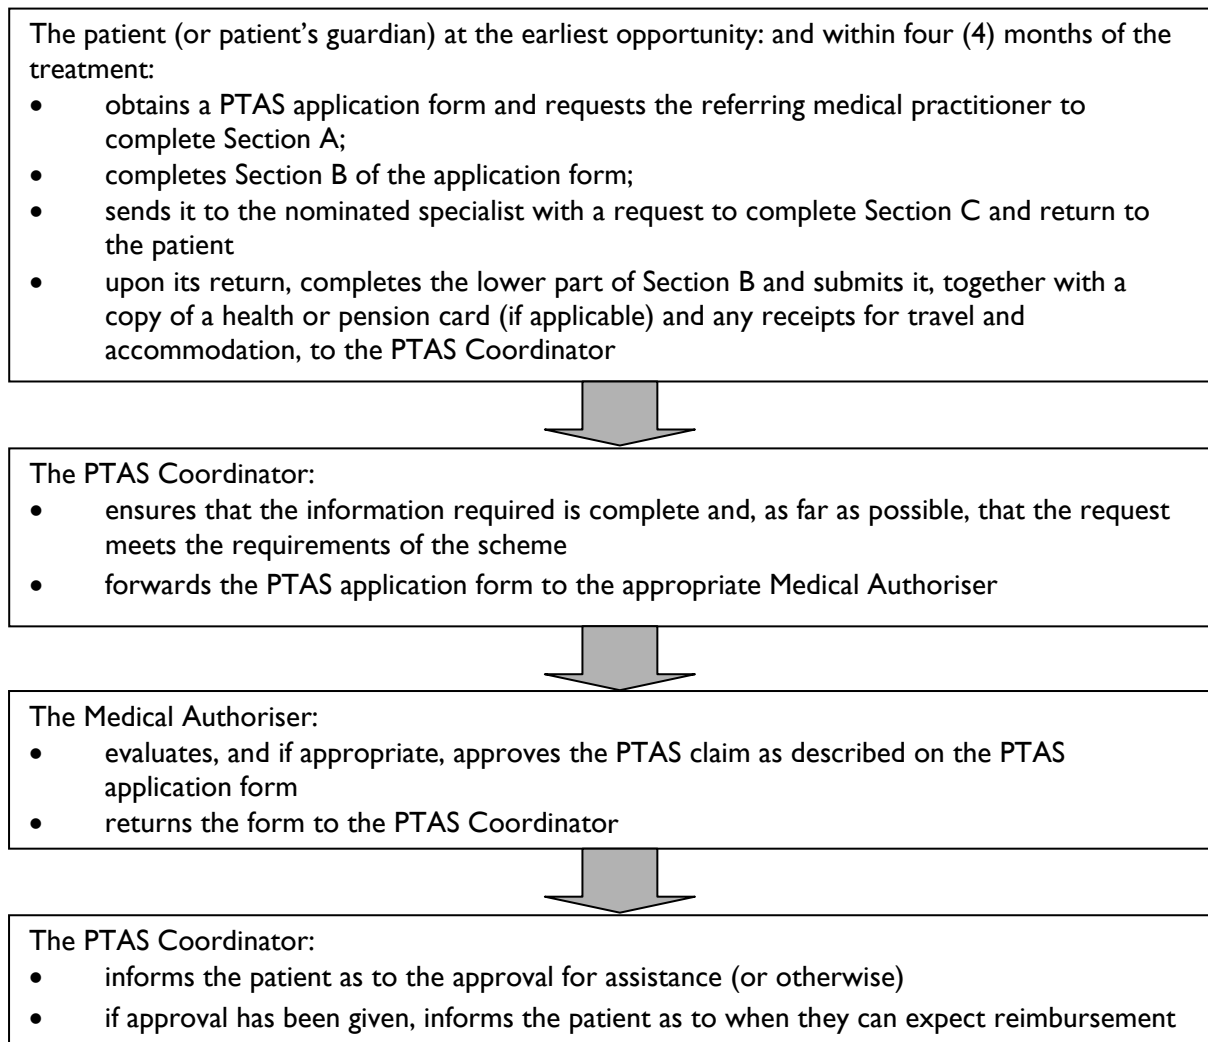 The patient (or patient's guardian) at the earliest opportunity: and within four (4) months of the
treatment:
• obtains a PTAS application form and requests the referring medical practitioner to
complete Section A;
• completes Section B of the application form;
• sends it to the nominated specialist with a request to complete Section C and return to
the patient
• upon its return, completes the lower part of Section B and submits it, together with a
copy of a health or pension card (if applicable) and any receipts for travel and
accommodation, to the PTAS Coordinator
The PTAS Coordinator:
• ensures that the information required is complete and, as far as possible, that the request
meets the requirements of the scheme
• forwards the PTAS application form to the appropriate Medical Authoriser
The Medical Authoriser:
• evaluates, and if appropriate, approves the PTAS claim as described on the PTAS
application form
• returns the form to the PTAS Coordinator
The PTAS Coordinator:
• informs the patient as to the approval for assistance (or otherwise)
• if approval has been given, informs the patient as to when they can expect reimbursement